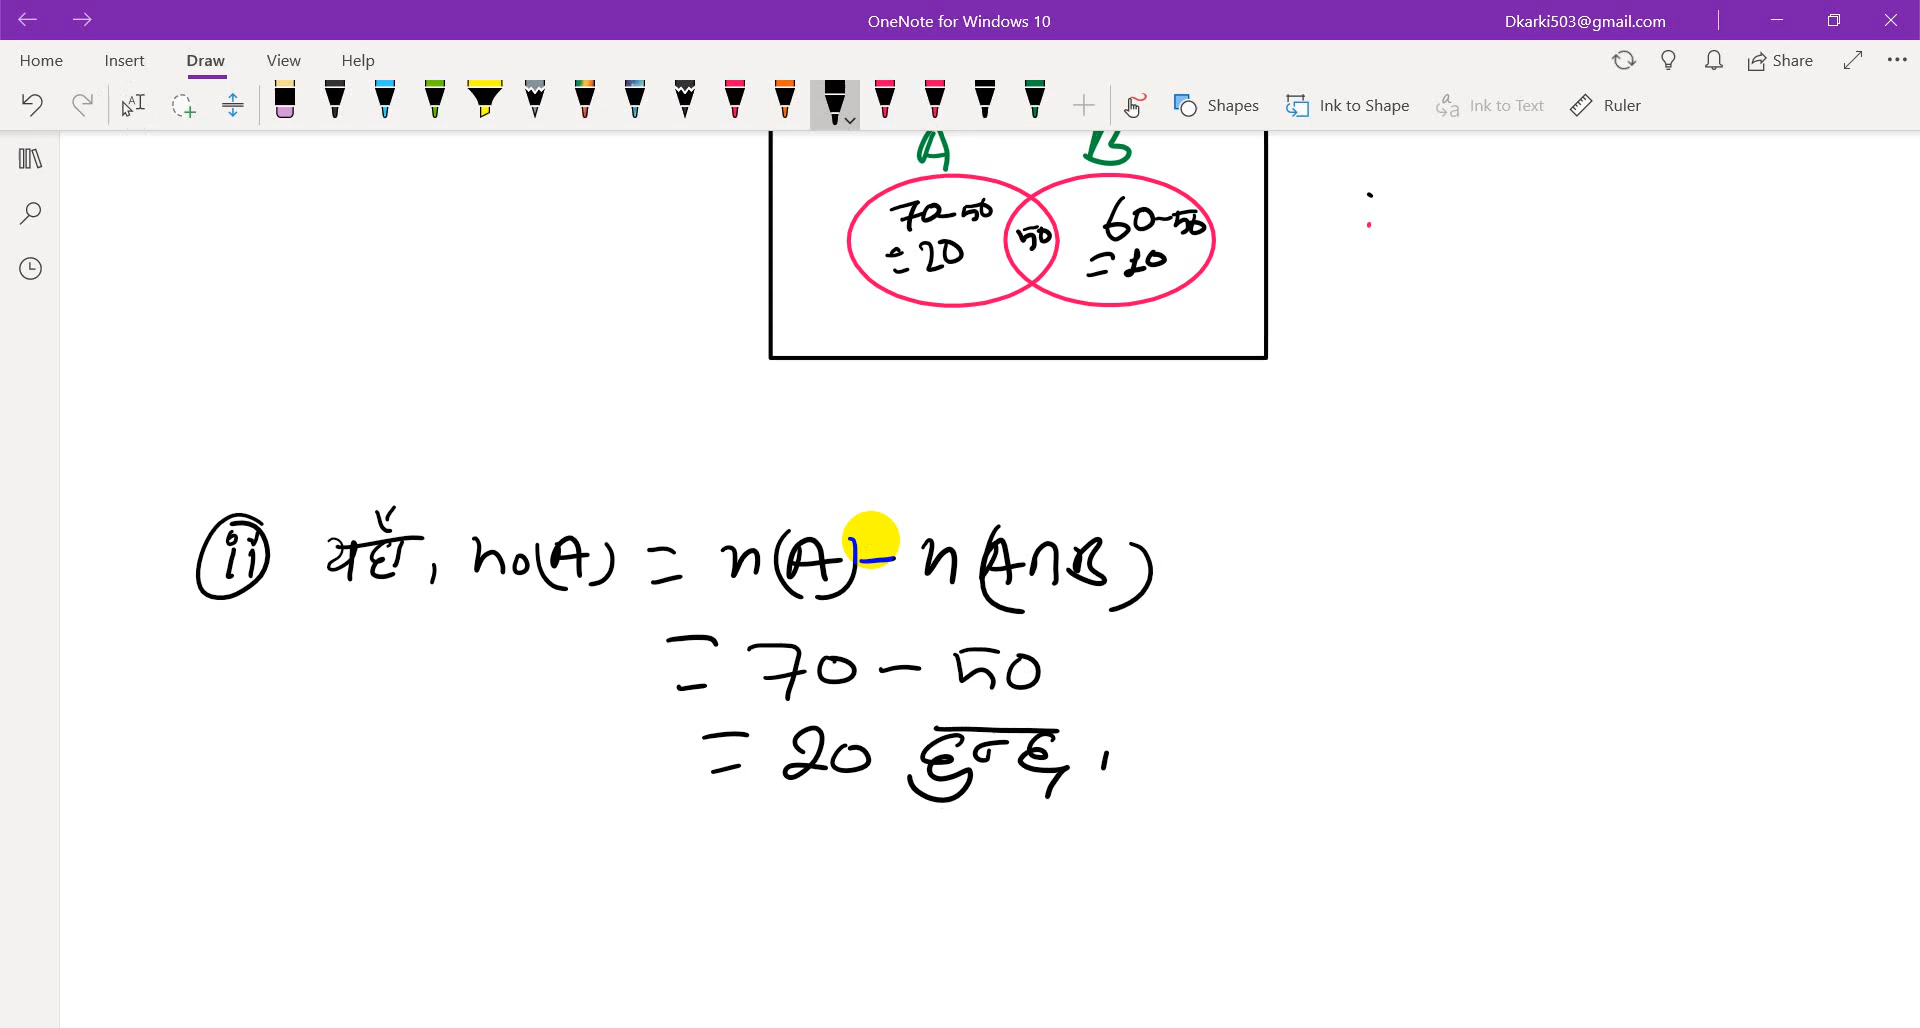 OneNote for Windows 10
Dkarki503@gmail.com
Home Insert Draw View Help
Share
Shapes Ink to Shape Ink to Text Ruler
A B
70-50
=20
50
60-50
=10
(ii) यहाँ, no(A) = n(A) - n(A∩B)
= 70 - 50
= 20